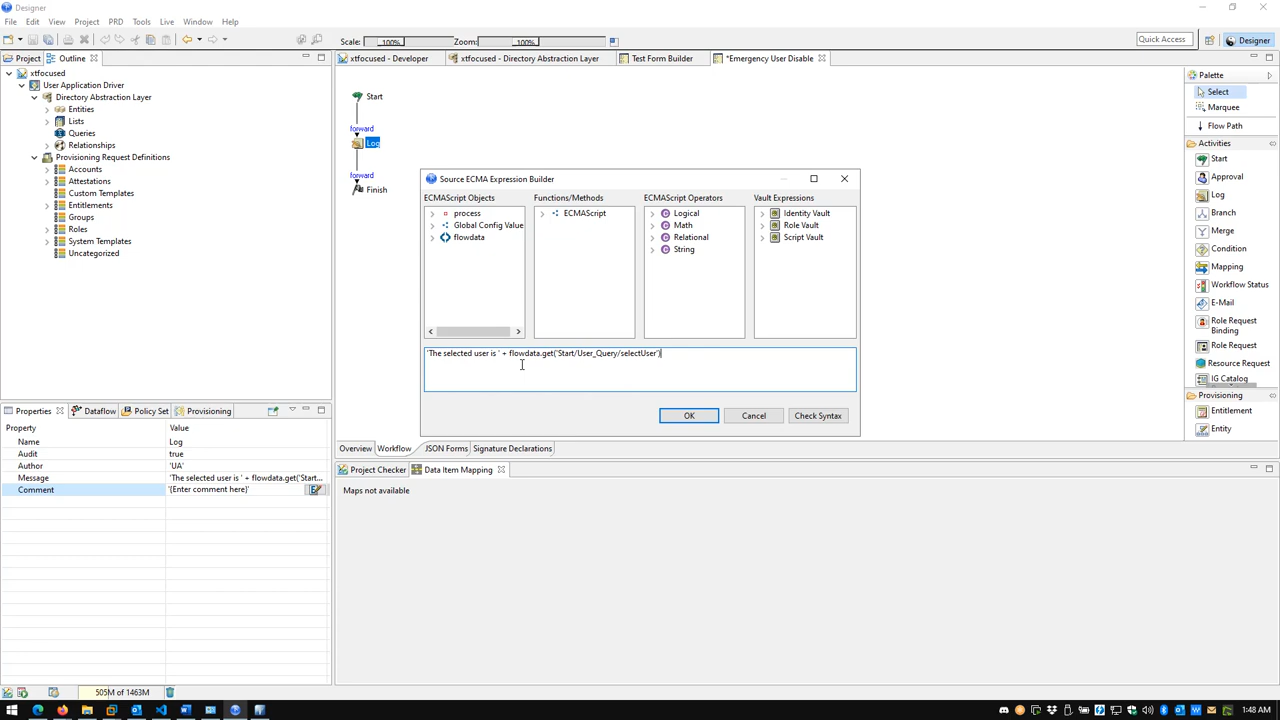 Designer
File Edit View Project PRD Tools Live Window Help
Scale: 100% Zoom: 100%
Quick Access
Designer
Project
Outline
xtfocused - Developer
xtfocused - Directory Abstraction Layer
Test Form Builder
*Emergency User Disable
xtfocused
User Application Driver
Directory Abstraction Layer
Entities
Lists
Queries
Relationships
Provisioning Request Definitions
Accounts
Attestations
Custom Templates
Entitlements
Groups
Roles
System Templates
Uncategorized
Start
forward
Log
forward
Finish
Source ECMA Expression Builder
ECMAScript Objects
Functions/Methods
ECMAScript Operators
Vault Expressions
process
Global Config Value
flowdata
ECMAScript
Logical
Math
Relational
String
Identity Vault
Role Vault
Script Vault
'The selected user is ' + flowdata.get('Start/User_Query/selectUser')
OK
Cancel
Check Syntax
Palette
Select
Marquee
Flow Path
Activities
Start
Approval
Log
Branch
Merge
Condition
Mapping
Workflow Status
E-Mail
Role Request
Binding
Role Request
Resource Request
IG Catalog
Provisioning
Entitlement
Entity
Properties
Dataflow
Policy Set
Provisioning
Property Value
Name Log
Audit true
Author 'UA'
Message 'The selected user is ' + flowdata.get('Start...
Comment '{Enter comment here}'
Overview
Workflow
JSON Forms
Signature Declarations
Project Checker
Data Item Mapping
Maps not available
505M of 1463M
1:48 AM